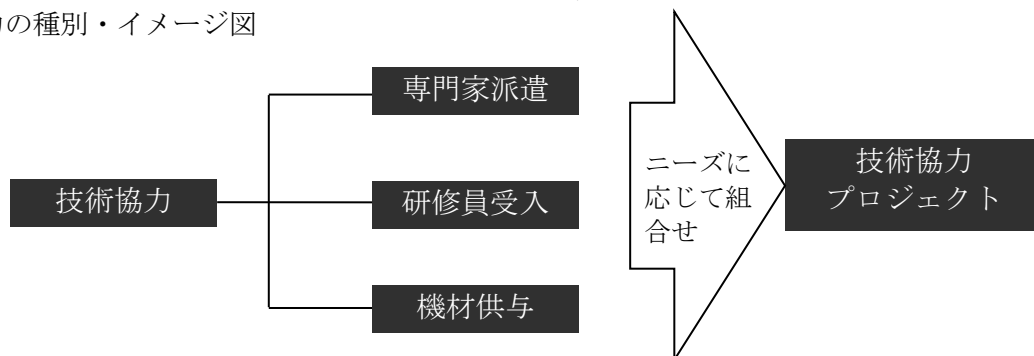 の種別・イメージ図
専門家派遣
技術協力
研修員受入
機材供与
ニーズに
応じて組
合せ
技術協力
プロジェクト